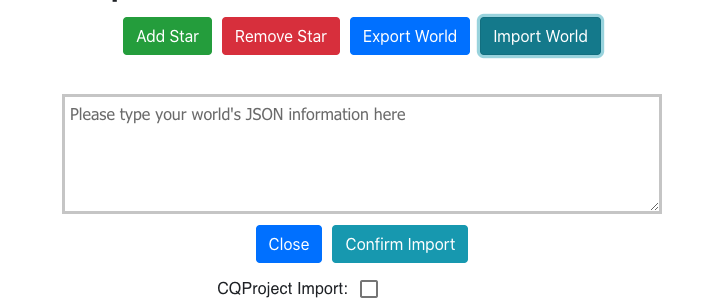 Add Star Remove Star Export World Import World
Please type your world's JSON information here
Close Confirm Import
CQProject Import: